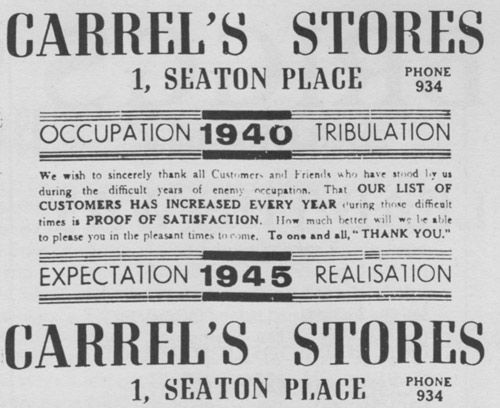 CARREL'S STORES
1, SEATON PLACE PHONE 934
OCCUPATION 1940 TRIBULATION
We wish to sincerely thank all Customers and Friends who have stood by us
during the difficult years of enemy occupation. That OUR LIST OF
CUSTOMERS HAS INCREASED EVERY YEAR during those difficult
times is PROOF OF SATISFACTION. How much better will we be able
to please you in the pleasant times to come. To one and all, "THANK YOU."
EXPECTATION 1945 REALISATION
CARREL'S STORES
1, SEATON PLACE PHONE 934